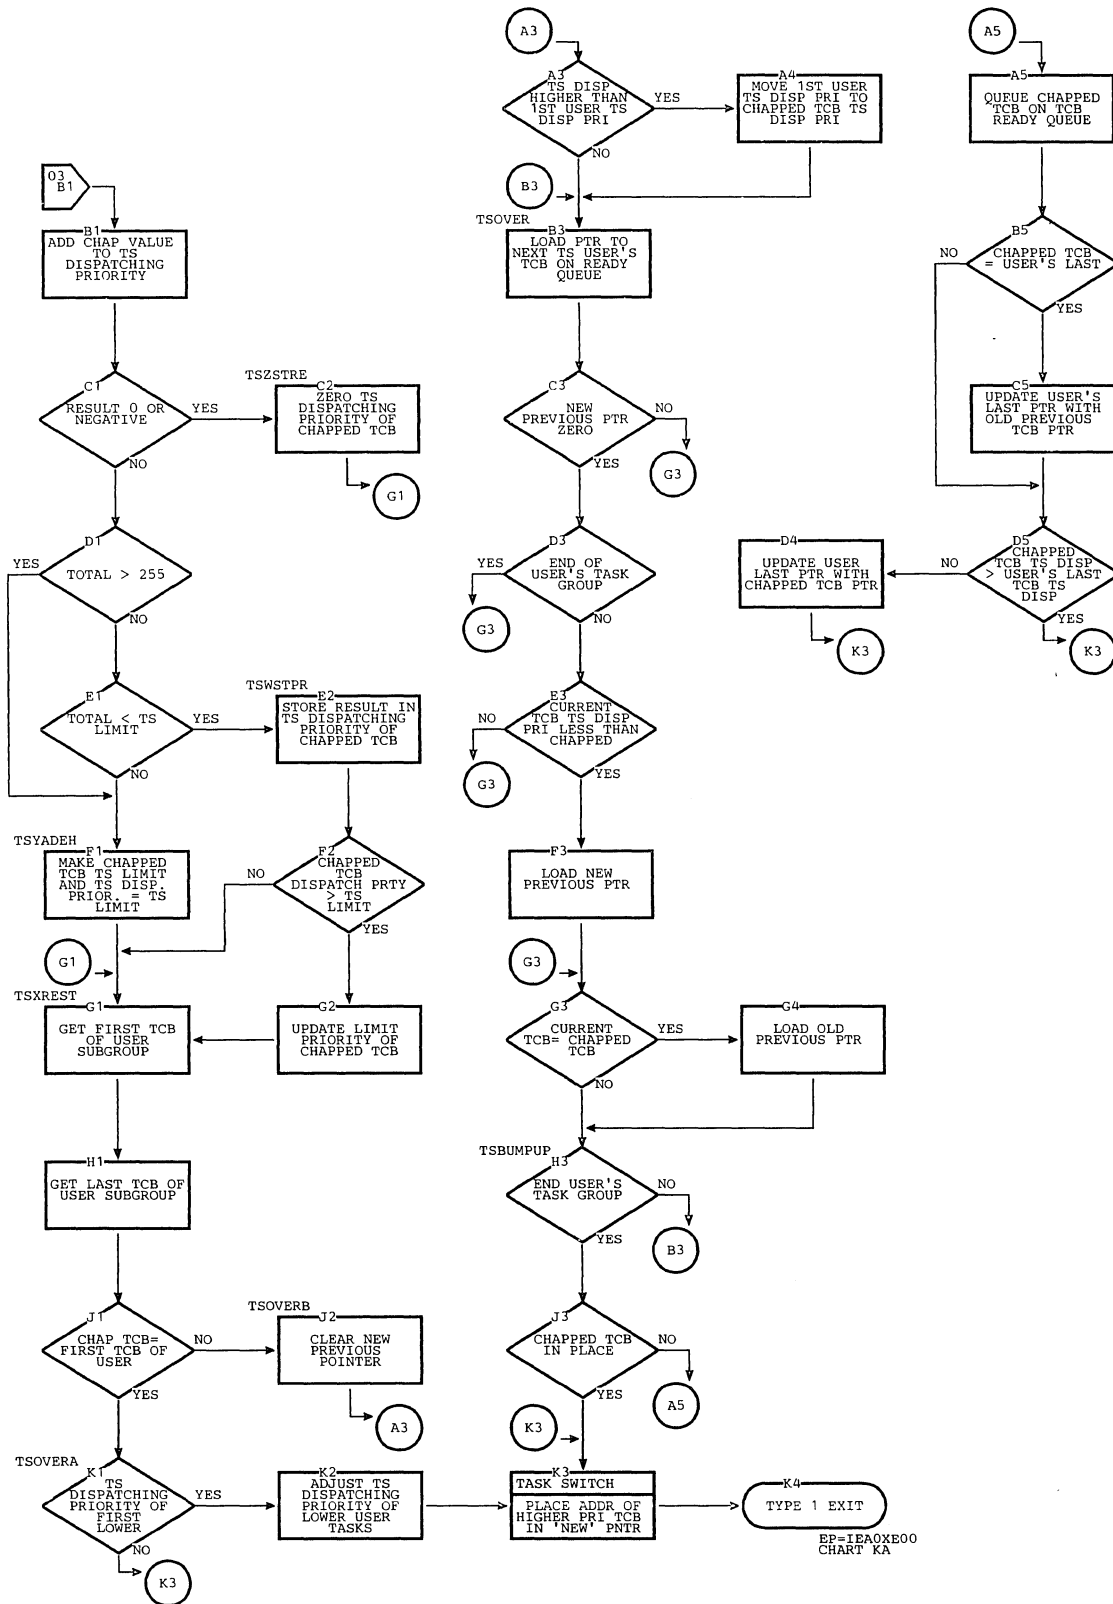 03
B1
B1
ADD CHAP VALUE
TO TS
DISPATCHING
PRIORITY
C1
RESULT 0 OR
NEGATIVE
YES
NO
TSZSTRE
C2
ZERO TS
DISPATCHING
PRIORITY OF
CHAPPED TCB
G1
D1
YES
TOTAL > 255
NO
E1
TOTAL < TS
LIMIT
YES
NO
TSWSTPR
E2
STORE RESULT IN
TS DISPATCHING
PRIORITY OF
CHAPPED TCB
TSYADEH
F1
MAKE CHAPPED
TCB TS LIMIT
AND TS DISP.
PRIOR. = TS
LIMIT
F2
CHAPPED
TCB
DISPATCH PRTY
> TS
LIMIT
NO
YES
G1
TSXREST
G1
GET FIRST TCB
OF USER
SUBGROUP
G2
UPDATE LIMIT
PRIORITY OF
CHAPPED TCB
H1
GET LAST TCB OF
USER SUBGROUP
J1
CHAP TCB=
FIRST TCB OF
USER
NO
YES
TSOVERB
J2
CLEAR NEW
PREVIOUS
POINTER
A3
TSOVERA
K1
TS
DISPATCHING
PRIORITY OF
FIRST
LOWER
YES
NO
K3
K2
ADJUST TS
DISPATCHING
PRIORITY OF
LOWER USER
TASKS
A3
A3
TS DISP
HIGHER THAN
1ST USER TS
DISP PRI
YES
NO
A4
MOVE 1ST USER
TS DISP PRI TO
CHAPPED TCB TS
DISP PRI
B3
TSOVER
B3
LOAD PTR TO
NEXT TS USER'S
TCB ON READY
QUEUE
C3
NEW
PREVIOUS PTR
ZERO
NO
YES
G3
D3
YES
END OF
USER'S TASK
GROUP
NO
G3
E3
CURRENT
TCB TS DISP
PRI LESS THAN
CHAPPED
NO
YES
G3
F3
LOAD NEW
PREVIOUS PTR
G3
G3
CURRENT
TCB= CHAPPED
TCB
YES
NO
G4
LOAD OLD
PREVIOUS PTR
TSBUMPUP
H3
END USER'S
TASK GROUP
NO
YES
B3
J3
CHAPPED TCB
IN PLACE
NO
YES
A5
K3
K3
TASK SWITCH
PLACE ADDR OF
HIGHER PRI TCB
IN 'NEW' PNTR
K4
TYPE 1 EXIT
EP=IEA0XE00
CHART KA
A5
A5
QUFUE CHAPPED
TCB ON TCB
READY QUEUE
B5
NO
CHAPPED TCB
= USER'S LAST
YES
C5
UPDATE USER'S
LAST PTR WITH
OLD PREVIOUS
TCB PTR
D5
CHAPPED
TCB TS DISP
> USER'S LAST
TCB TS
DISP
NO
YES
D4
UPDATE USER
LAST PTR WITH
CHAPPED TCB PTR
K3
K3